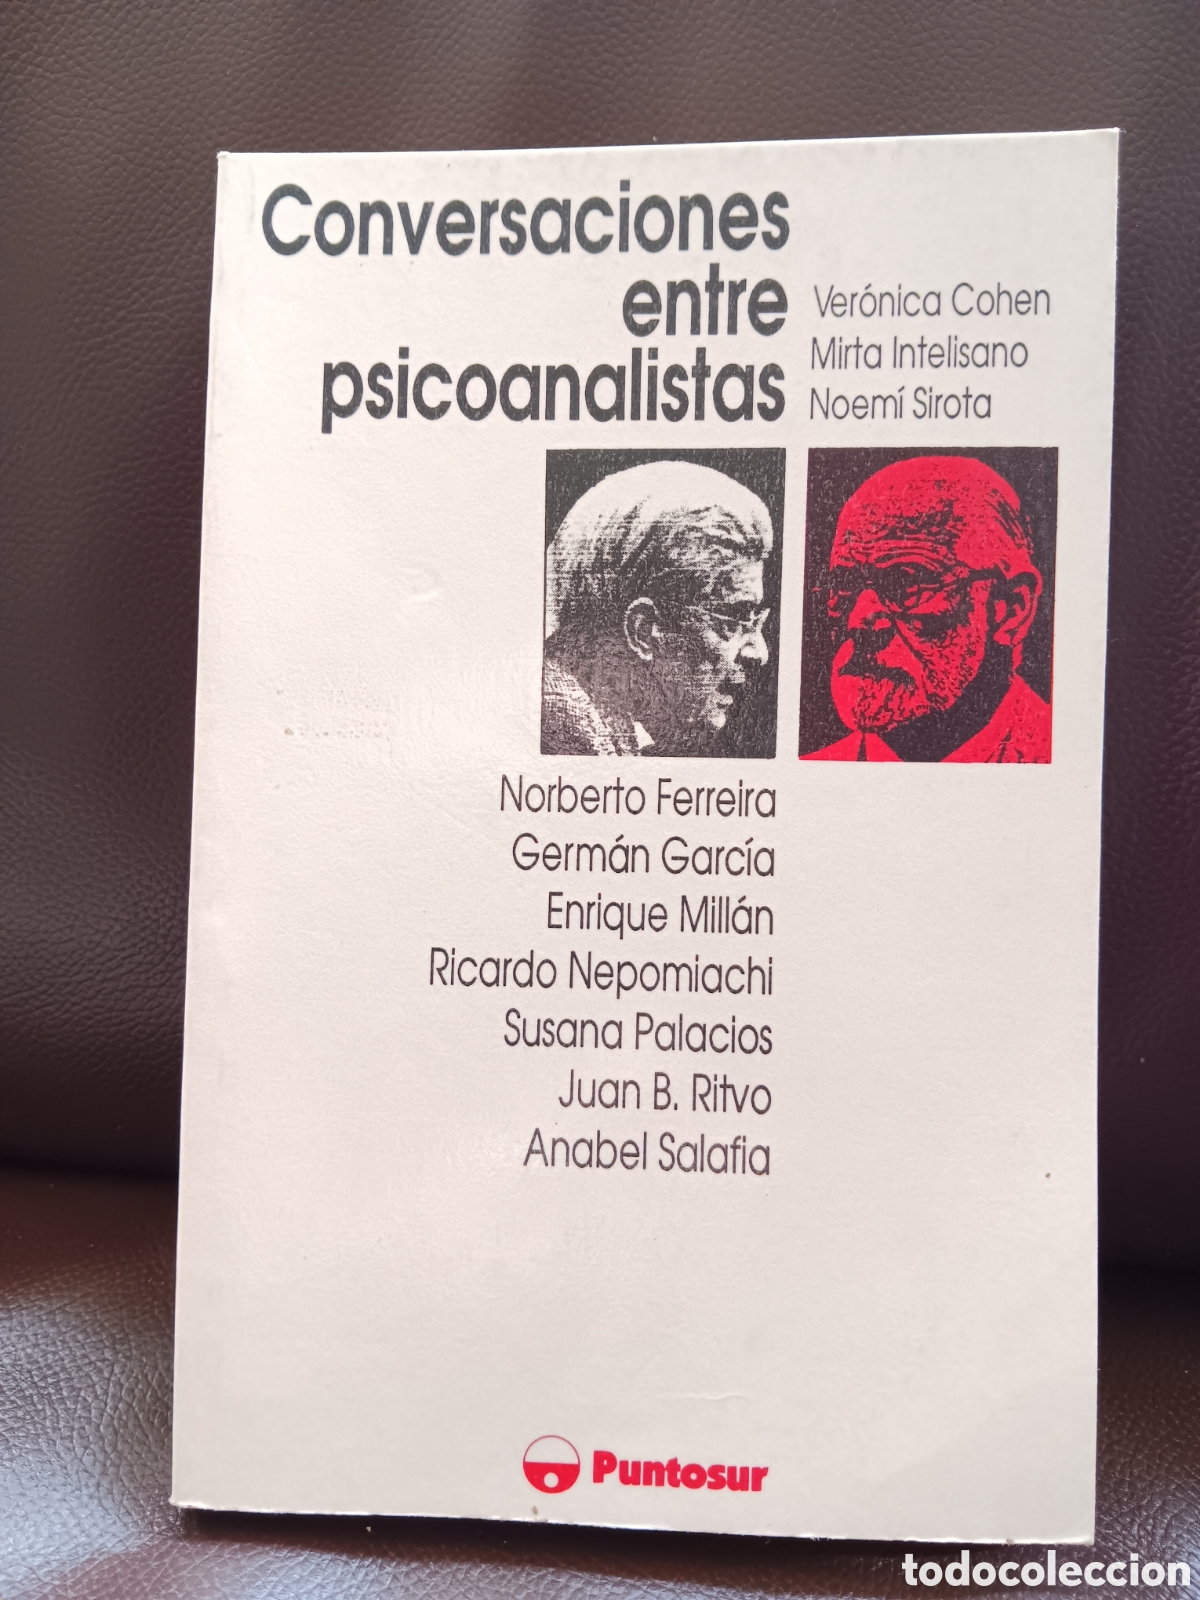 Conversaciones
entre
psicoanalistas
Verónica Cohen
Mirta Intelisano
Noemí Sirota
Norberto Ferreira
Germán García
Enrique Millán
Ricardo Nepomiachi
Susana Palacios
Juan B. Ritvo
Anabel Salafia
Puntosur
todocoleccion